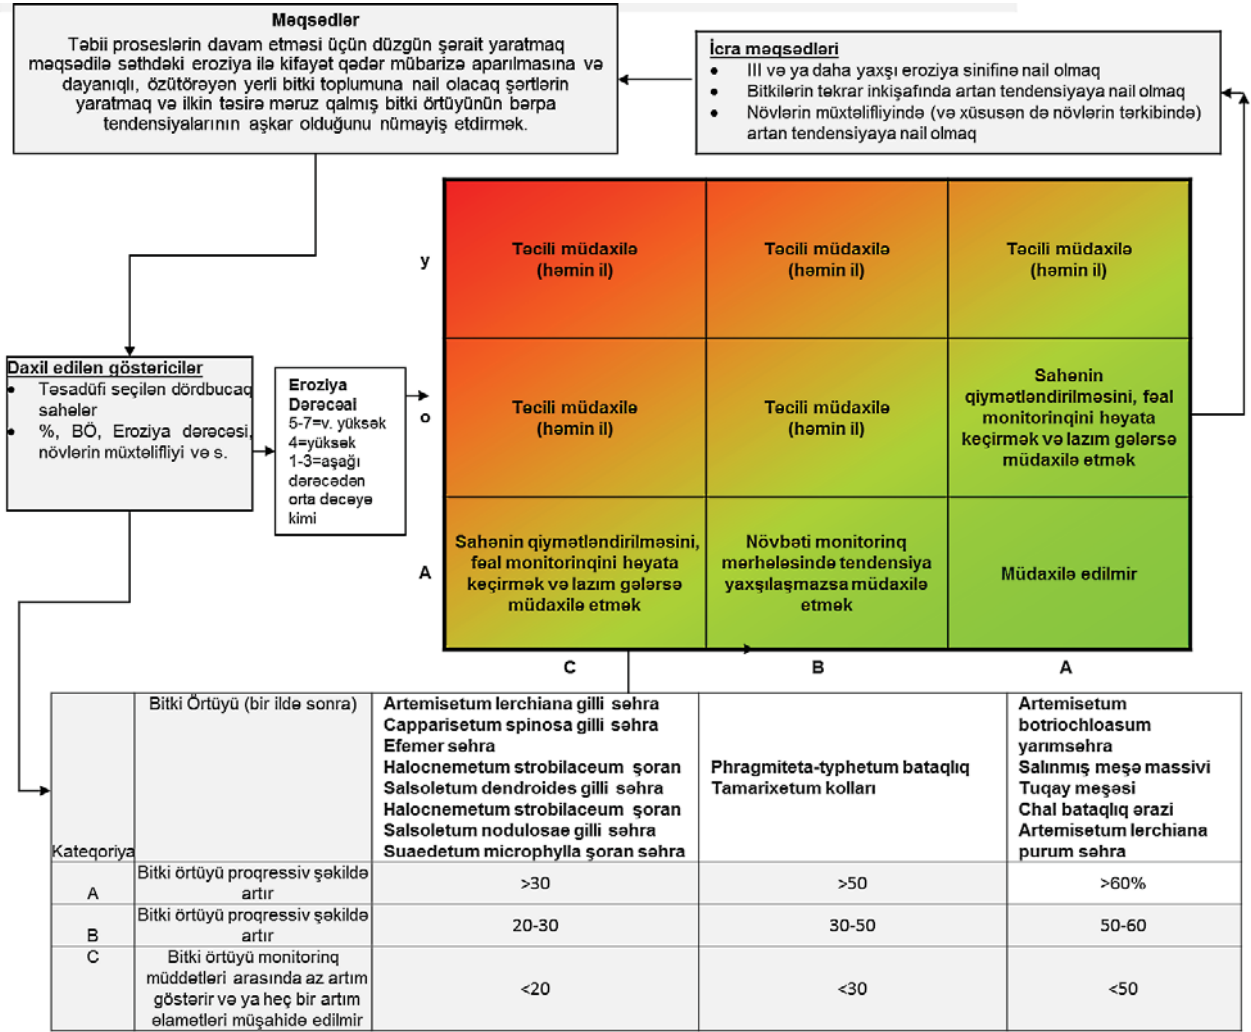 Məqsədlər
Təbii proseslərin davam etməsi üçün düzgün şərait yaratmaq
məqsədilə səthdəki eroziya ilə kifayət qədər mübarizə aparılmasına və
dayanıqlı, özütörəyən yerli bitki toplumuna nail olacaq şərtlərin
yaratmaq və ilkin təsirə məruz qalmış bitki örtüyünün bərpa
tendensiyalarının aşkar olduğunu nümayiş etdirmək.
İcra məqsədləri
• III və ya daha yaxşı eroziya sinifinə nail olmaq
• Bitkilərin təkrar inkişafında artan tendensiyaya nail olmaq
• Növlərin müxtəlifliyində (və xüsusən də növlərin tərkibində)
artan tendensiyaya nail olmaq
Daxil edilən göstəricilər
• Təsadüfi seçilən dördbucaq
sahələr
• %, BÖ, Eroziya dərəcəsi,
növlərin müxtəlifliyi və s.
Eroziya
Dərəcəal
5-7=v. yüksək
4=yüksək
1-3=aşağı
dərəcədən
orta dəcəyə
kimi
y
Təcili müdaxilə
(həmin il)
Təcili müdaxilə
(həmin il)
Təcili müdaxilə
(həmin il)
o
Təcili müdaxilə
(həmin il)
Təcili müdaxilə
(həmin il)
Sahənin
qiymətləndirilməsini, fəal
monitorinqini həyata
keçirmək və lazım gələrsə
müdaxilə etmək
A
Sahənin qiymətləndirilməsini,
fəal monitorinqini həyata
keçirmək və lazım gələrsə
müdaxilə etmək
Növbəti monitorinq
mərhələsində tendensiya
yaxşılaşmazsa müdaxilə
etmək
Müdaxilə edilmir
C B A
Kateqoriya
Bitki Örtüyü (bir ildə sonra)
Artemisetum lerchiana gilli səhra
Capparisetum spinosa gilli səhra
Efemer səhra
Halocnemetum strobilaceum şoran
Salsoletum dendroides gilli səhra
Halocnemetum strobilaceum şoran
Salsoletum nodulosae gilli səhra
Suaedetum microphylla şoran səhra
Phragmiteta-typhetum bataqlıq
Tamarixetum kolları
Artemisetum
botriochloasum
yarımsəhra
Salınmış meşə massivi
Tuqay meşəsi
Chal bataqlıq ərazi
Artemisetum lerchiana
purum səhra
A
Bitki örtüyü proqressiv şəkildə
artır
>30
>50
>60%
B
Bitki örtüyü proqressiv şəkildə
artır
20-30
30-50
50-60
C
Bitki örtüyü monitorinq
müddətləri arasında az artım
göstərir və ya heç bir artım
əlamətləri müşahidə edilmir
<20
<30
<50